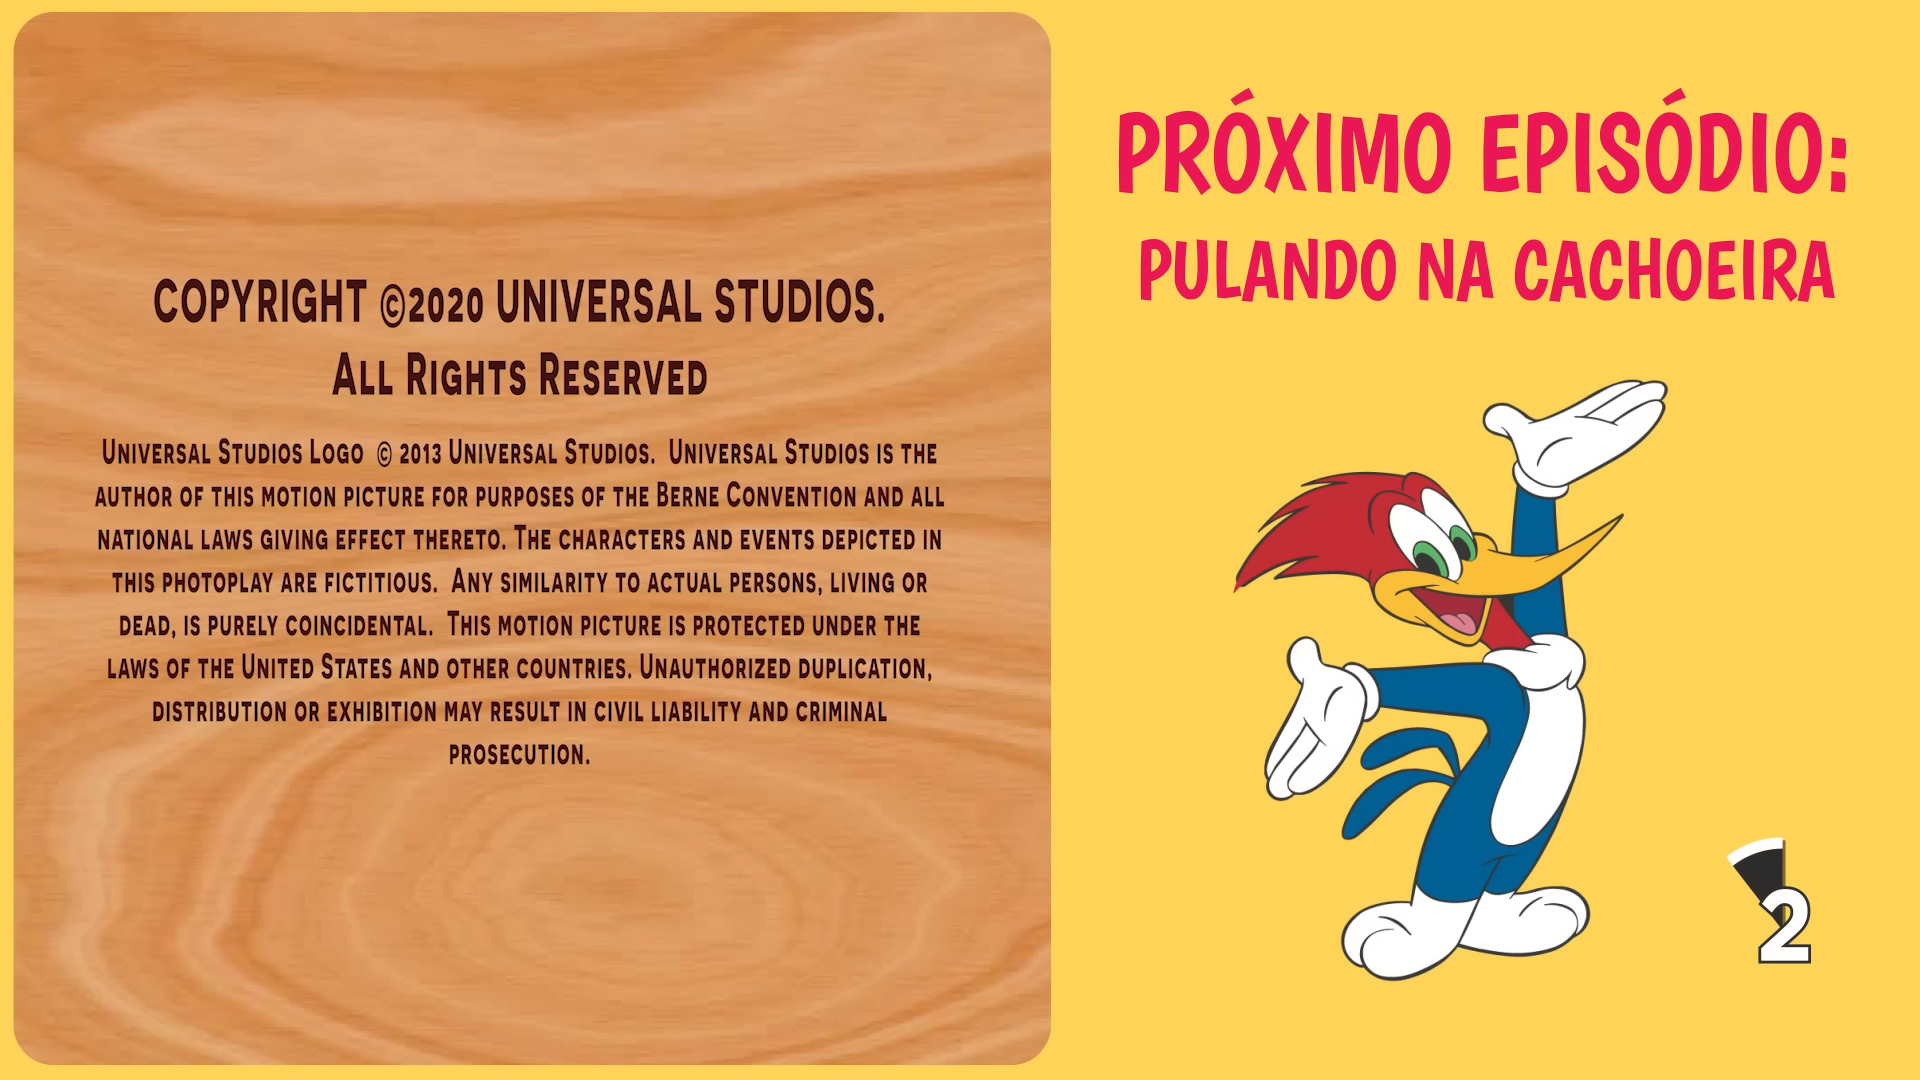 COPYRIGHT ©2020 UNIVERSAL STUDIOS.
ALL RIGHTS RESERVED
UNIVERSAL STUDIOS LOGO © 2013 UNIVERSAL STUDIOS. UNIVERSAL STUDIOS IS THE
AUTHOR OF THIS MOTION PICTURE FOR PURPOSES OF THE BERNE CONVENTION AND ALL
NATIONAL LAWS GIVING EFFECT THERETO. THE CHARACTERS AND EVENTS DEPICTED IN
THIS PHOTOPLAY ARE FICTITIOUS. ANY SIMILARITY TO ACTUAL PERSONS, LIVING OR
DEAD, IS PURELY COINCIDENTAL. THIS MOTION PICTURE IS PROTECTED UNDER THE
LAWS OF THE UNITED STATES AND OTHER COUNTRIES. UNAUTHORIZED DUPLICATION,
DISTRIBUTION OR EXHIBITION MAY RESULT IN CIVIL LIABILITY AND CRIMINAL
PROSECUTION.
PRÓXIMO EPISÓDIO:
PULANDO NA CACHOEIRA
2